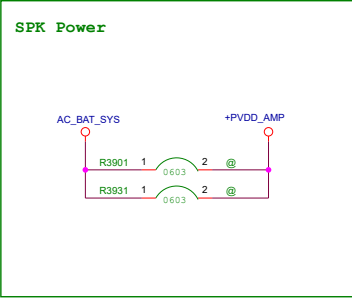 SPK Power
AC_BAT_SYS
+PVDD_AMP
R3901 1 2 @
0603
R3931 1 2 @
0603